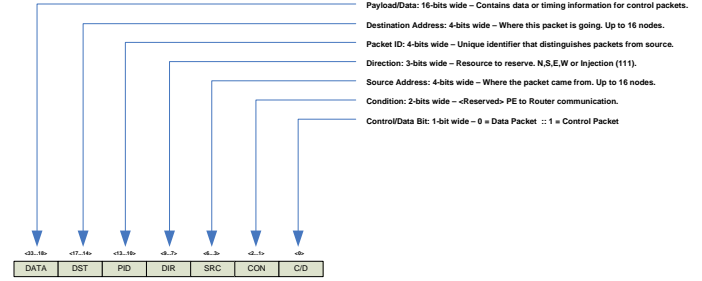 Payload/Data: 16-bits wide – Contains data or timing information for control packets.
Destination Address: 4-bits wide – Where this packet is going. Up to 16 nodes.
Packet ID: 4-bits wide – Unique identifier that distinguishes packets from source.
Direction: 3-bits wide – Resource to reserve. N,S,E,W or Injection (111).
Source Address: 4-bits wide – Where the packet came from. Up to 16 nodes.
Condition: 2-bits wide – <Reserved> PE to Router communication.
Control/Data Bit: 1-bit wide – 0 = Data Packet :: 1 = Control Packet
<33...18> <17...14> <13...10> <9...7> <6...3> <2...1> <0>
DATA DST PID DIR SRC CON C/D